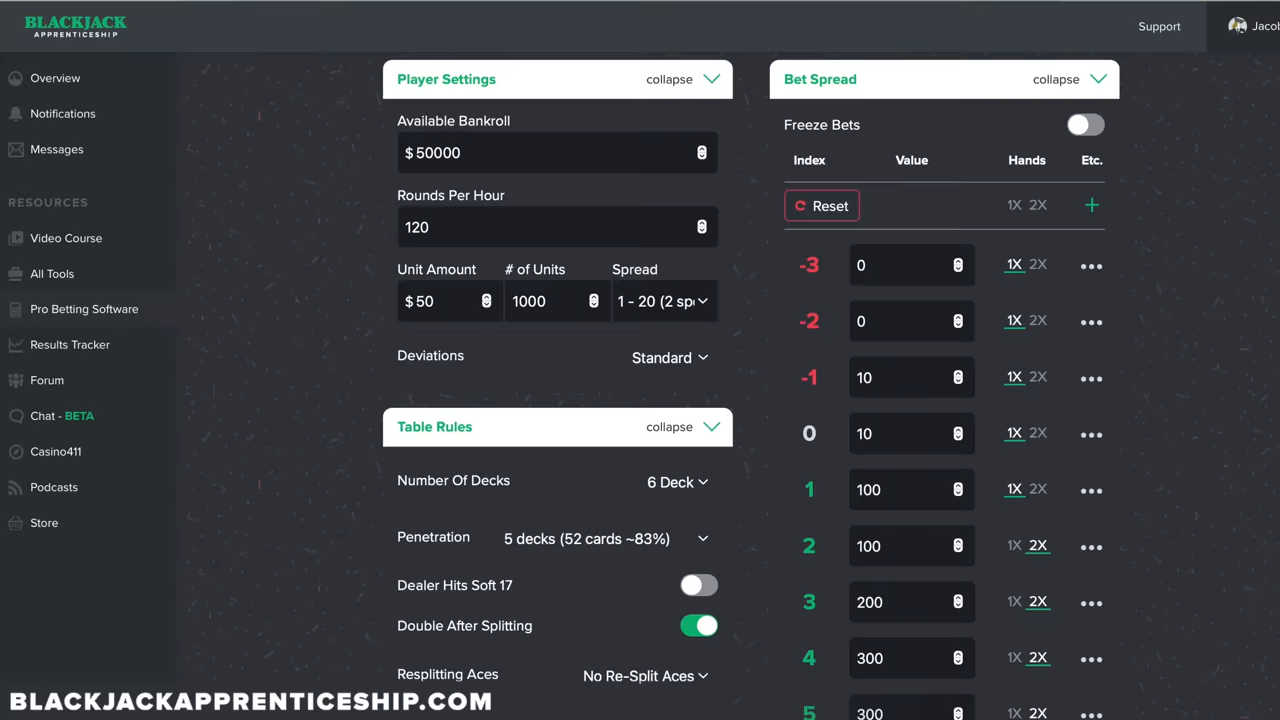 BLACKJACK
APPRENTICESHIP
Support
Jacob
Overview
Notifications
Messages
RESOURCES
Video Course
All Tools
Pro Betting Software
Results Tracker
Forum
Chat - BETA
Casino411
Podcasts
Store
Player Settings
collapse
Available Bankroll
$ 50000
Rounds Per Hour
120
Unit Amount # of Units Spread
$ 50 1000 1 - 20 (2 sp
Deviations Standard
Table Rules
collapse
Number Of Decks 6 Deck
Penetration 5 decks (52 cards ~83%)
Dealer Hits Soft 17
Double After Splitting
Resplitting Aces No Re-Split Aces
Bet Spread
collapse
Freeze Bets
Index Value Hands Etc.
Reset 1X 2X +
-3 0 1X 2X
-2 0 1X 2X
-1 10 1X 2X
0 10 1X 2X
1 100 1X 2X
2 100 1X 2X
3 200 1X 2X
4 300 1X 2X
5 300 1X 2X
BLACKJACKAPPRENTICESHIP.COM